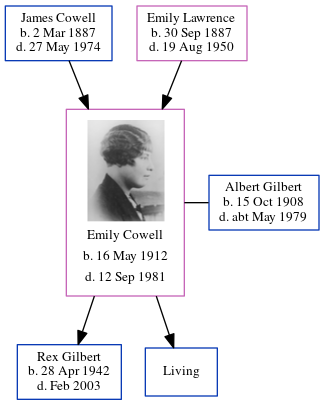 James Cowell
b. 2 Mar 1887
d. 27 May 1974
Emily Lawrence
b. 30 Sep 1887
d. 19 Aug 1950
Emily Cowell
b. 16 May 1912
d. 12 Sep 1981
Albert Gilbert
b. 15 Oct 1908
d. abt May 1979
Rex Gilbert
b. 28 Apr 1942
d. Feb 2003
Living